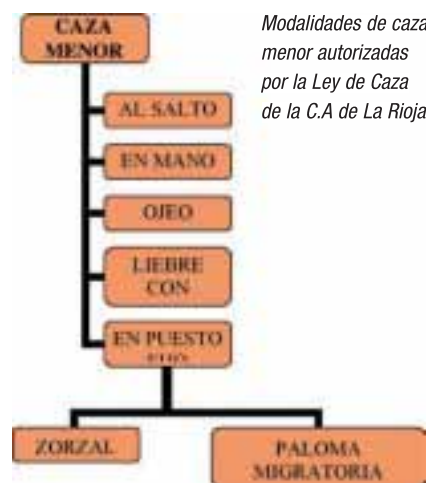 CAZA
MENOR
Modalidades de caza
menor autorizadas
por la Ley de Caza
de la C.A de La Rioja
AL SALTO
EN MANO
OJEO
LIEBRE
CON
EN PUESTO
ZORZAL
PALOMA
MIGRATORIA